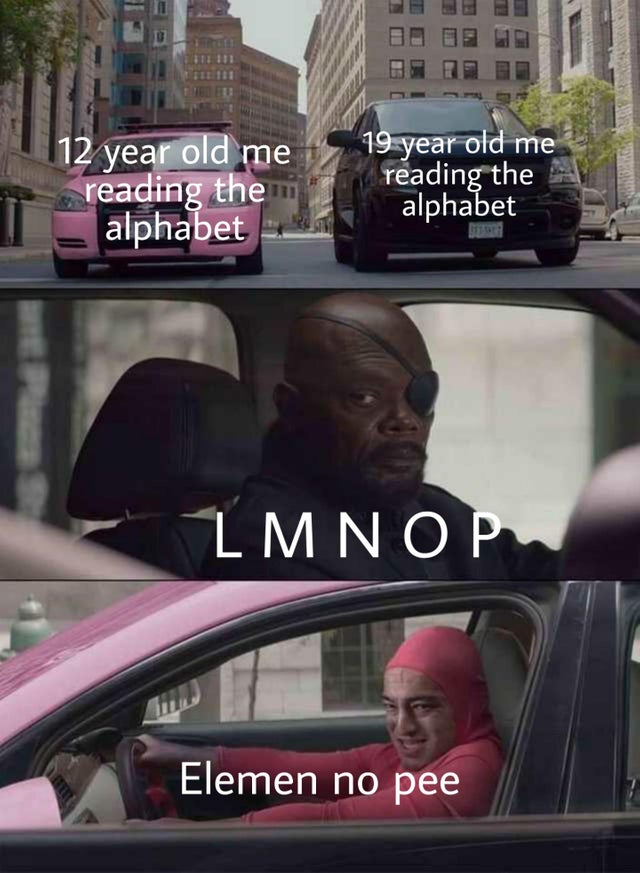 12 year old me
reading the
alphabet
19 year old me
reading the
alphabet
L M N O P
Elemen no pee